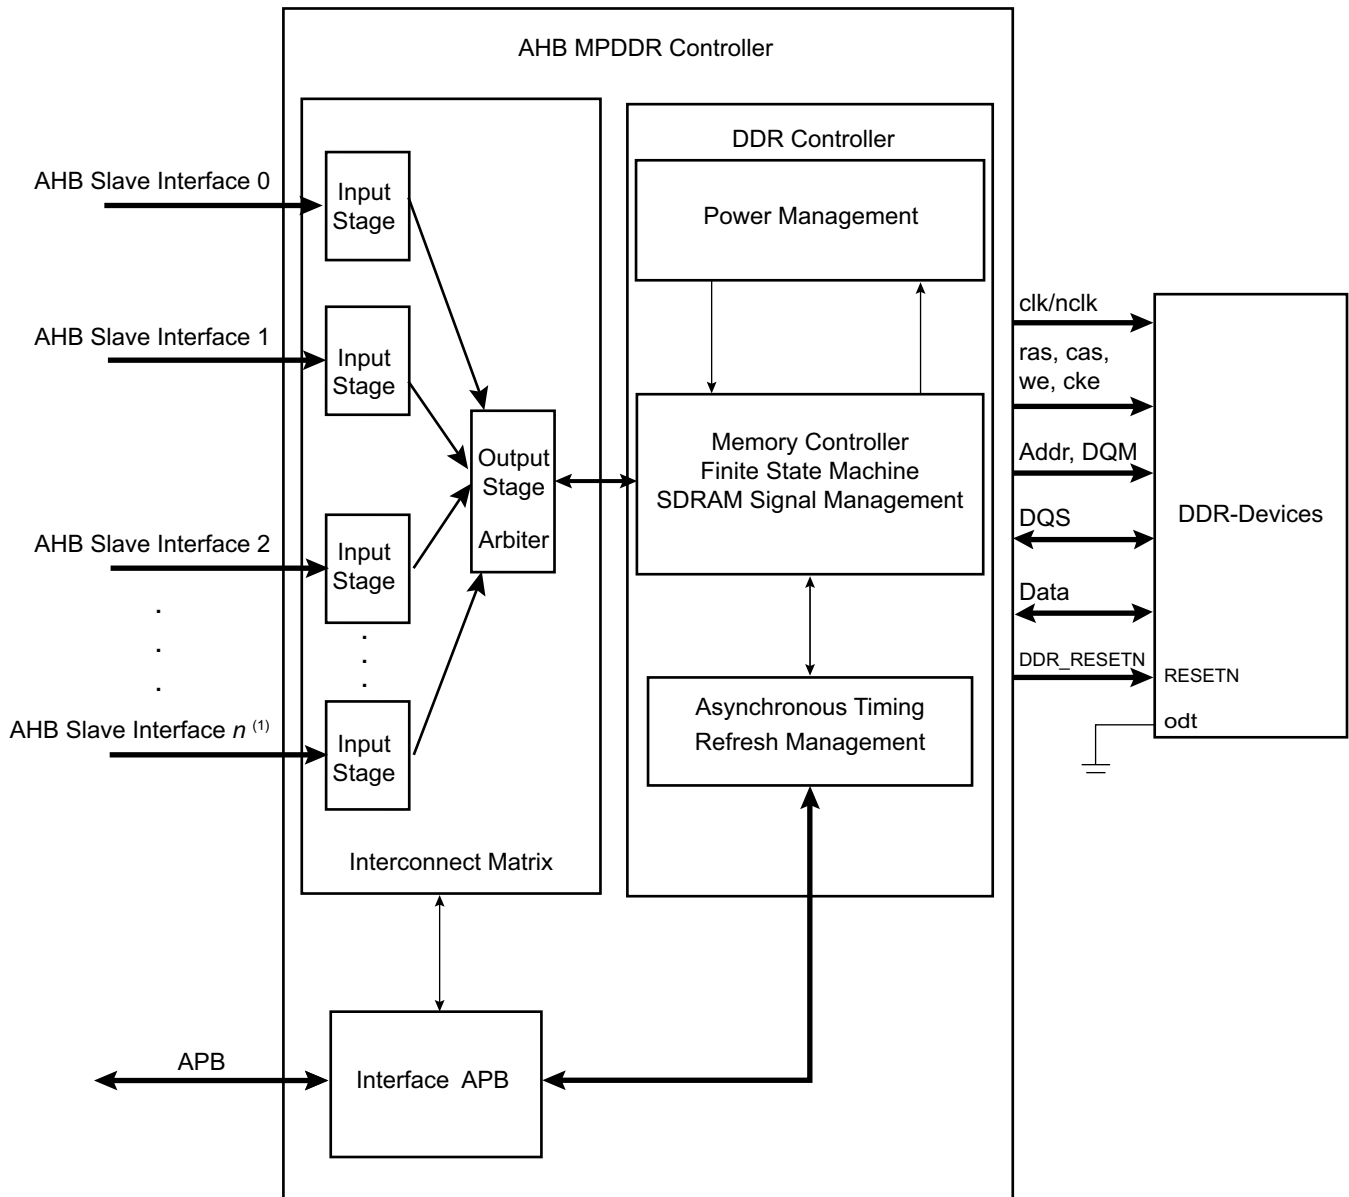 AHB MPDDR Controller
DDR Controller
Power Management
AHB Slave Interface 0
Input
Stage
AHB Slave Interface 1
Input
Stage
Output
Stage
Arbiter
Memory Controller
Finite State Machine
SDRAM Signal Management
AHB Slave Interface 2
Input
Stage
.
.
.
.
.
.
AHB Slave Interface n (1)
Input
Stage
Asynchronous Timing
Refresh Management
Interconnect Matrix
clk/nclk
ras, cas,
we, cke
Addr, DQM
DQS
Data
DDR_RESETN
DDR-Devices
RESETN
odt
APB
Interface APB